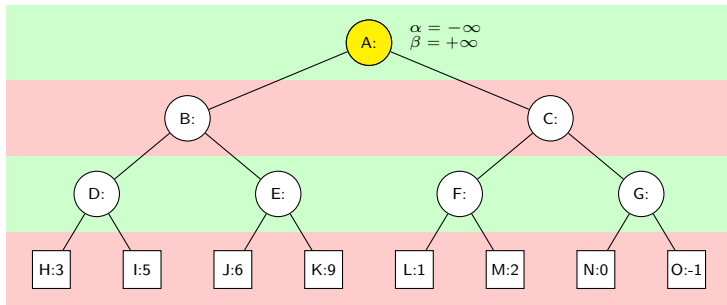 A:
α = −∞
β = +∞
B:
C:
D:
E:
F:
G:
H:3
I:5
J:6
K:9
L:1
M:2
N:0
O:-1